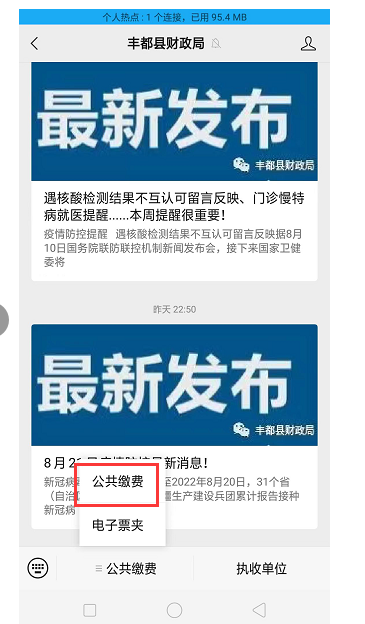 个人热点 : 1 个连接，已用 95.4 MB
丰都县财政局
最新发布
丰都县财政局
遇核酸检测结果不互认可留言反映、门诊慢特
病就医提醒......本周提醒很重要！
疫情防控提醒 遇核酸检测结果不互认可留言反映据8月
10日国务院联防联控机制新闻发布会，接下来国家卫健
委将
昨天 22:50
最新发布
丰都县财政局
8月2 新消息！
新冠病 至2022年8月20日，31个省
（自治 疆生产建设兵团累计报告接种
新冠病
公共缴费
电子票夹
公共缴费
执收单位